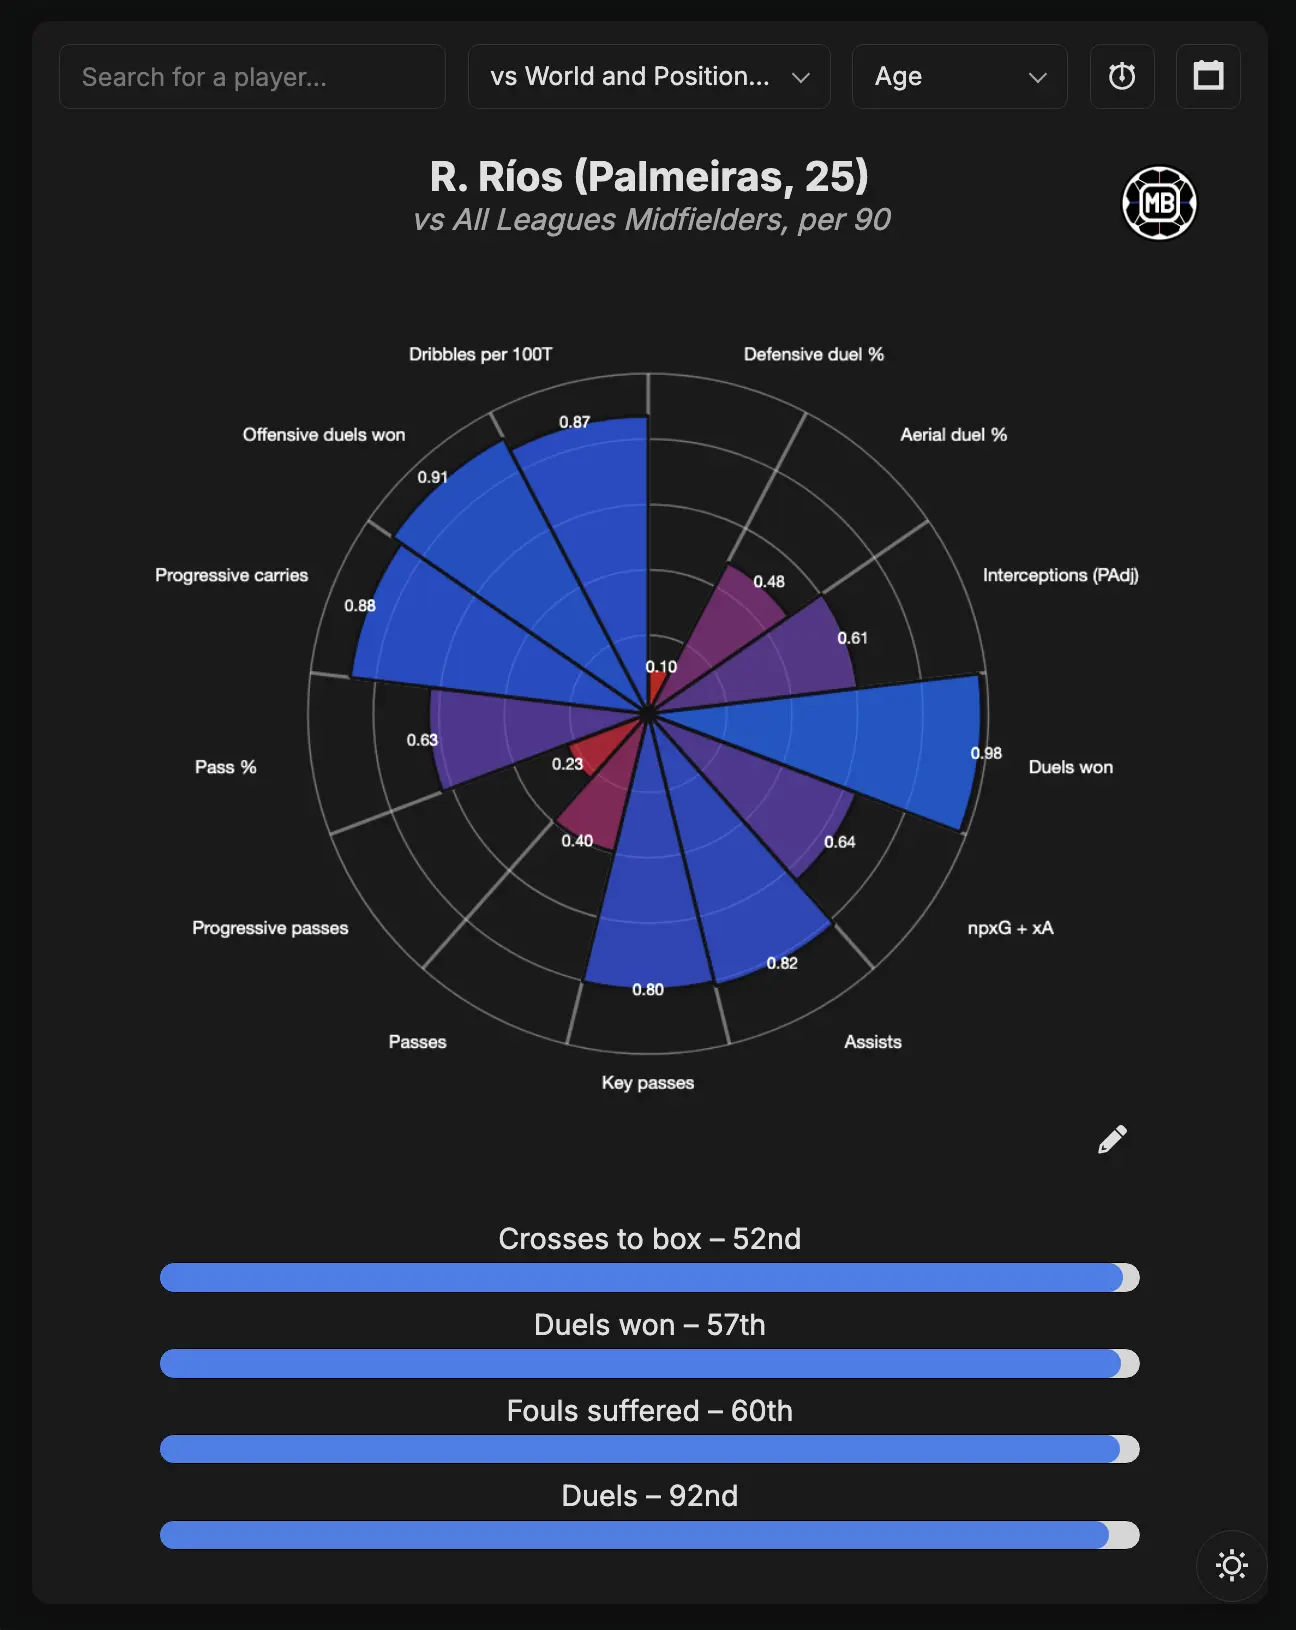 Search for a player...
vs World and Position...
Age
R. Ríos (Palmeiras, 25)
vs All Leagues Midfielders, per 90
MB
Dribbles per 100T
Defensive duel %
0.87
Offensive duels won
Aerial duel %
0.91
Progressive carries
Interceptions (PAdj)
0.48
0.88
0.61
0.10
0.63
0.98
Pass %
Duels won
0.23
0.40
0.64
Progressive passes
npxG + xA
0.82
0.80
Passes
Assists
Key passes
Crosses to box – 52nd
Duels won – 57th
Fouls suffered – 60th
Duels – 92nd